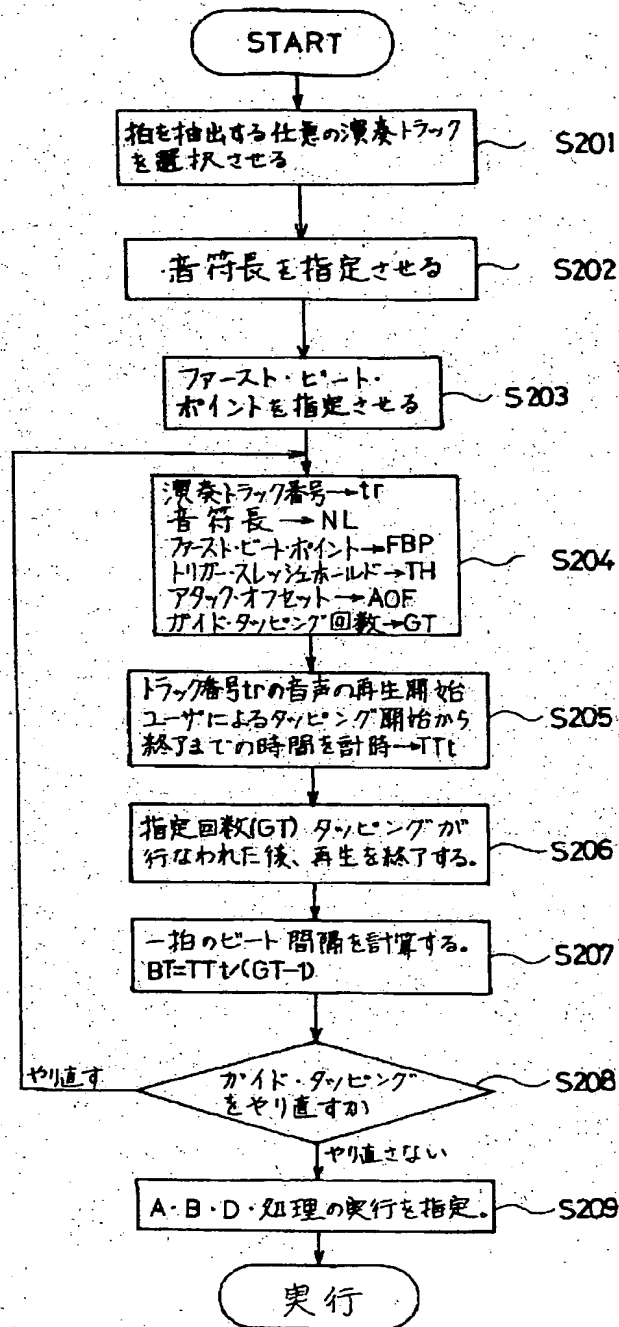 START
拍を抽出する任意の演奏トラック
を選択させる
S201
音符長を指定させる
S202
ファースト・ビート・
ポイントを指定させる
S203
演奏トラック番号→tr
音符長→NL
ファースト・ビート・ポイント→FBP
トリガー・スレッシュホールド→TH
アタック・オフセット→AOF
ガイド・タッピング回数→GT
S204
トラック番号trの音声の再生開始
ユーザによるタッピング開始から
終了までの時間を計時→TTt
S205
指定回数(GT)タッピングが
行なわれた後、再生を終了する。
S206
一拍のビート間隔を計算する。
BT=TTt/(GT-1)
S207
やり直す
ガイド・タッピング
をやり直すか
S208
やり直さない
A・B・D・処理の実行を指定。
S209
実行